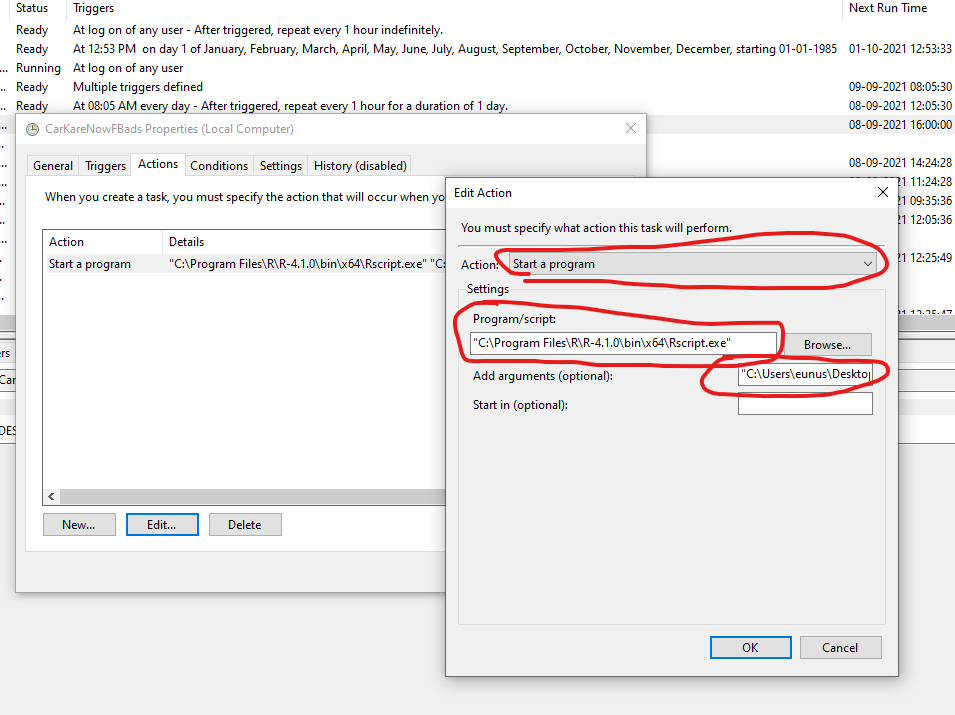 Status Triggers Next Run Time
Ready At log on of any user - After triggered, repeat every 1 hour indefinitely.
Ready At 12:53 PM on day 1 of January, February, March, April, May, June, July, August, September, October, November, December, starting 01-01-1985 01-10-2021 12:53:33
... Running At log on of any user
.. Ready Multiple triggers defined 09-09-2021 08:05:30
.. Ready At 08:05 AM every day - After triggered, repeat every 1 hour for a duration of 1 day. 08-09-2021 12:05:30
... 08-09-2021 16:00:00
CarKareNowFBads Properties (Local Computer)
General Triggers Actions Conditions Settings History (disabled)
08-09-2021 14:24:28
21 11:24:28
21 09:35:36
21 12:05:36
21 12:25:49
When you create a task, you must specify the action that will occur when yo
Action Details
Start a program "C:\Program Files\R\R-4.1.0\bin\x64\Rscript.exe" "C:
New... Edit... Delete
ers
Car
DES
Edit Action
You must specify what action this task will perform.
Action: Start a program
Settings
Program/script:
"C:\Program Files\R\R-4.1.0\bin\x64\Rscript.exe" Browse...
Add arguments (optional): "C:\Users\eunus\Desktop
Start in (optional):
OK Cancel